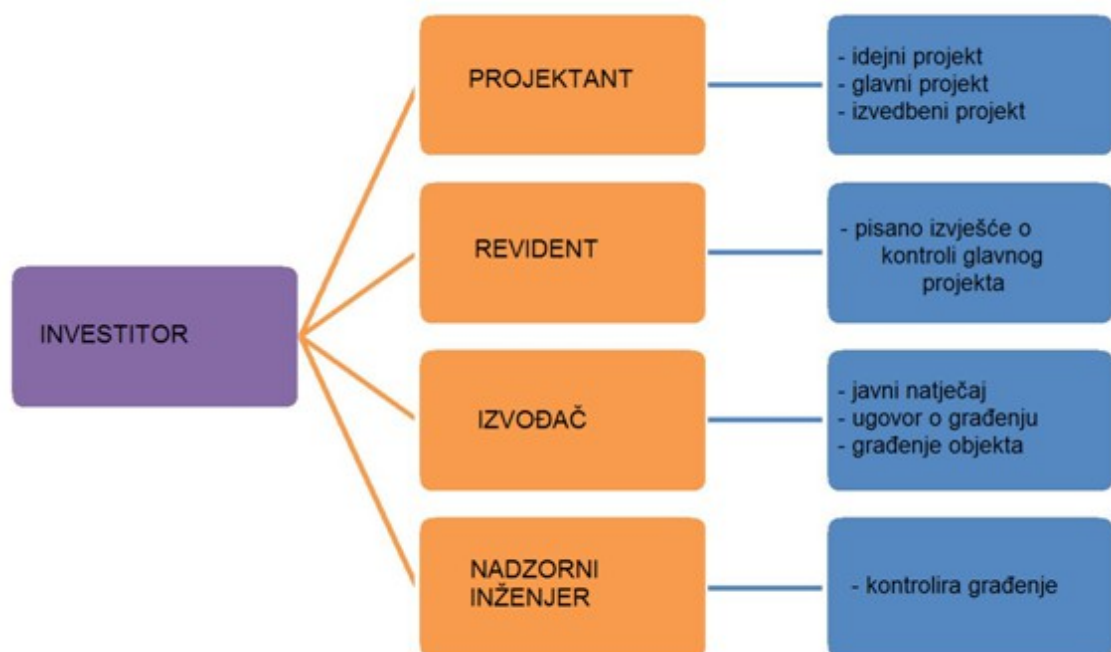 INVESTITOR
PROJEKTANT
- idejni projekt
- glavni projekt
- izvedbeni projekt
REVIDENT
- pisano izvješće o
kontroli glavnog
projekta
IZVOĐAČ
- javni natječaj
- ugovor o građenju
- građenje objekta
NADZORNI
INŽENJER
- kontrolira građenje